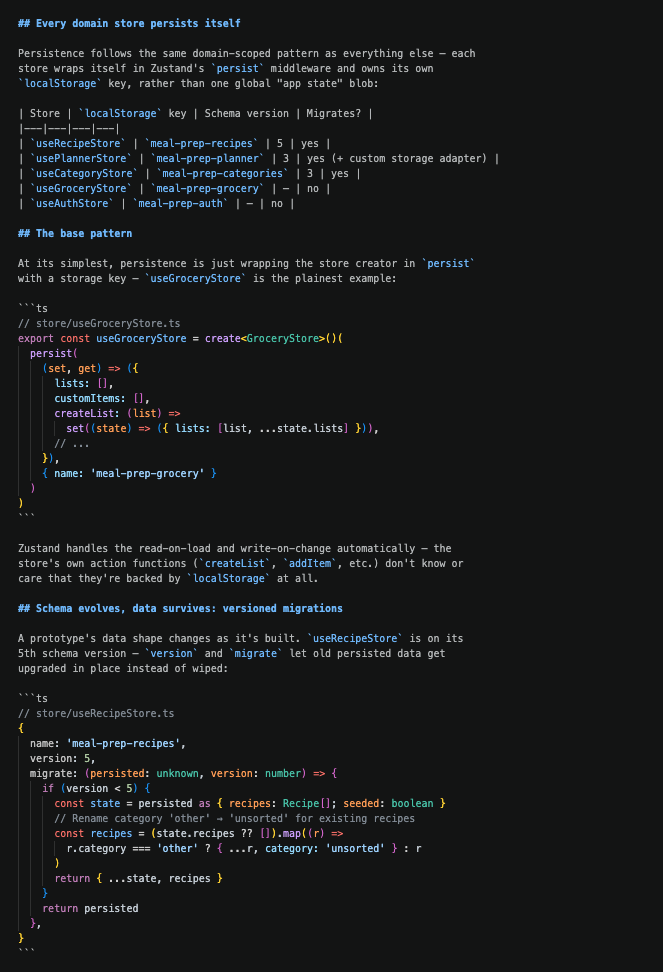 ## Every domain store persists itself
Persistence follows the same domain-scoped pattern as everything else — each
store wraps itself in Zustand's `persist` middleware and owns its own
`localStorage` key, rather than one global "app state" blob:
| Store | `localStorage` key | Schema version | Migrates? |
|---|---|---|---|
| `useRecipeStore` | `meal-prep-recipes` | 5 | yes |
| `usePlannerStore` | `meal-prep-planner` | 3 | yes (+ custom storage adapter) |
| `useCategoryStore` | `meal-prep-categories` | 3 | yes |
| `useGroceryStore` | `meal-prep-grocery` | — | no |
| `useAuthStore` | `meal-prep-auth` | — | no |
## The base pattern
At its simplest, persistence is just wrapping the store creator in `persist`
with a storage key — `useGroceryStore` is the plainest example:
```ts
// store/useGroceryStore.ts
export const useGroceryStore = create<GroceryStore>()(
  persist(
    (set, get) => ({
      lists: [],
      customItems: [],
      createList: (list) =>
        set((state) => ({ lists: [list, ...state.lists] })),
      // ...
    }),
    { name: 'meal-prep-grocery' }
  )
)
```
Zustand handles the read-on-load and write-on-change automatically — the
store's own action functions (`createList`, `addItem`, etc.) don't know or
care that they're backed by `localStorage` at all.
## Schema evolves, data survives: versioned migrations
A prototype's data shape changes as it's built. `useRecipeStore` is on its
5th schema version — `version` and `migrate` let old persisted data get
upgraded in place instead of wiped:
```ts
// store/useRecipeStore.ts
{
  name: 'meal-prep-recipes',
  version: 5,
  migrate: (persisted: unknown, version: number) => {
    if (version < 5) {
      const state = persisted as { recipes: Recipe[]; seeded: boolean }
      // Rename category 'other' → 'unsorted' for existing recipes
      const recipes = (state.recipes ?? []).map((r) =>
        r.category === 'other' ? { ...r, category: 'unsorted' } : r
      )
      return { ...state, recipes }
    }
    return persisted
  },
}
```